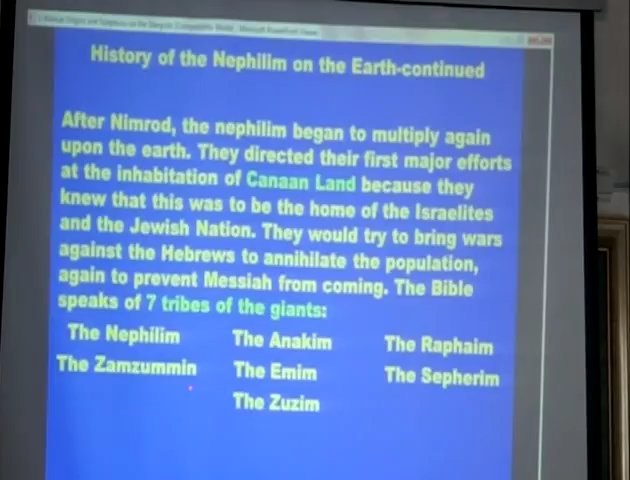 History of the Nephilim on the Earth-continued
After Nimrod, the nephilim began to multiply again
upon the earth. They directed their first major efforts
at the inhabitation of Canaan Land because they
knew that this was to be the home of the Israelites
and the Jewish Nation. They would try to bring wars
against the Hebrews to annihilate the population,
again to prevent Messiah from coming. The Bible
speaks of 7 tribes of the giants:
The Nephilim The Anakim The Raphaim
The Zamzummin The Emim The Sepherim
The Zuzim